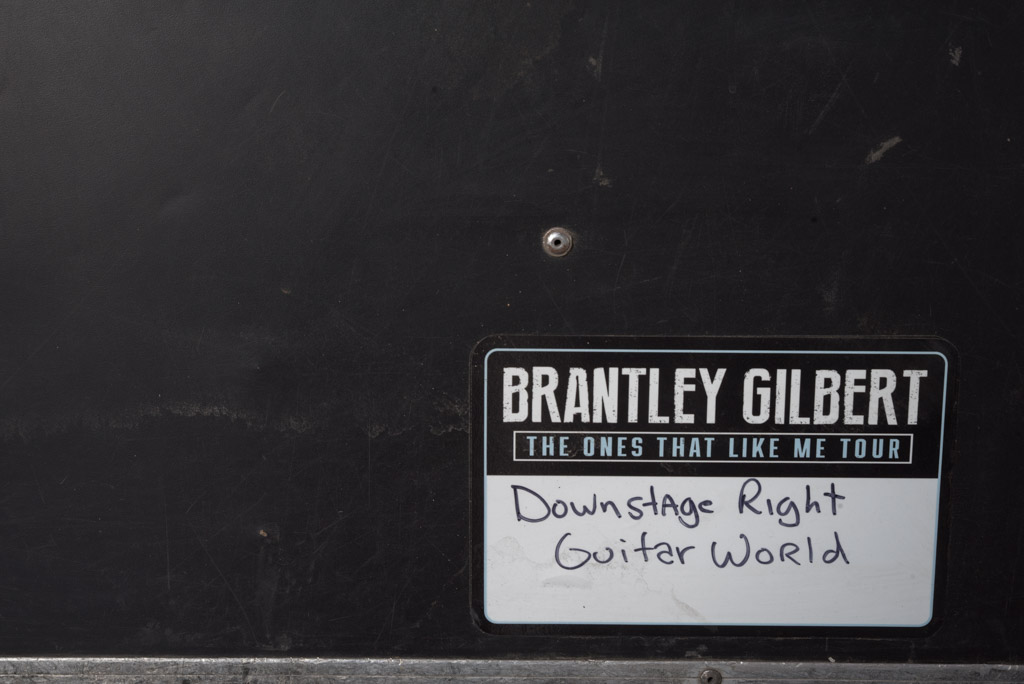 BRANTLEY GILBERT
THE ONES THAT LIKE ME TOUR
Downstage Right
Guitar World